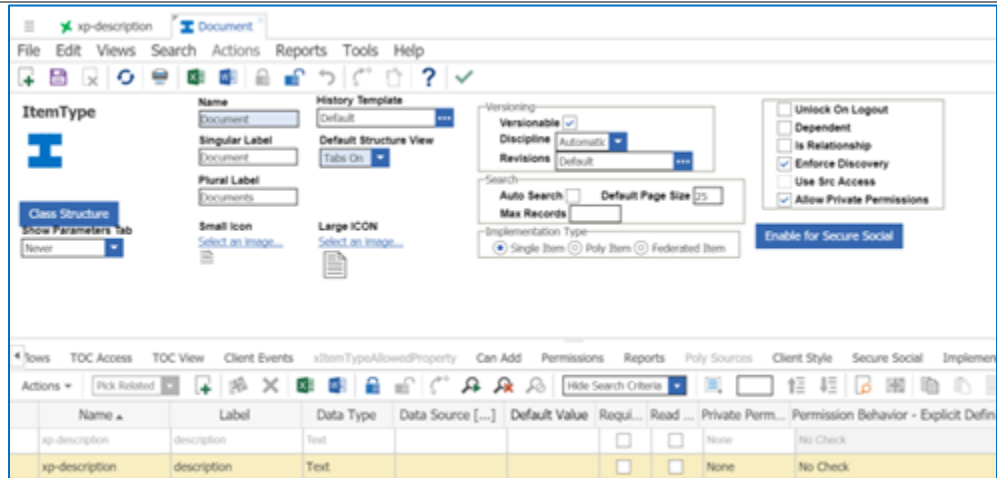 xp-description Document
File Edit Views Search Actions Reports Tools Help
ItemType
Name
Document
History Template
Default
Singular Label
Document
Default Structure View
Tabs On
Plural Label
Documents
Class Structure
Show Parameters Tab
Never
Small Icon
Select an image...
Large ICON
Select an image...
Versioning
Versionable
Discipline Automatic
Revisions Default
Search
Auto Search Default Page Size 25
Max Records
Implementation Type
Single Item Poly Item Federated Item
Unlock On Logout
Dependent
Is Relationship
Enforce Discovery
Use Src Access
Allow Private Permissions
Enable for Secure Social
flows TOC Access TOC View Client Events xItemTypeAllowedProperty Can Add Permissions Reports Poly Sources Client Style Secure Social Implemen
Actions Pick Related Hide Search Criteria
Name Label Data Type Data Source [...] Default Value Requi... Read ... Private Perm... Permission Behavior - Explicit Defin
xp-description description Text None No Check
xp-description description Text None No Check